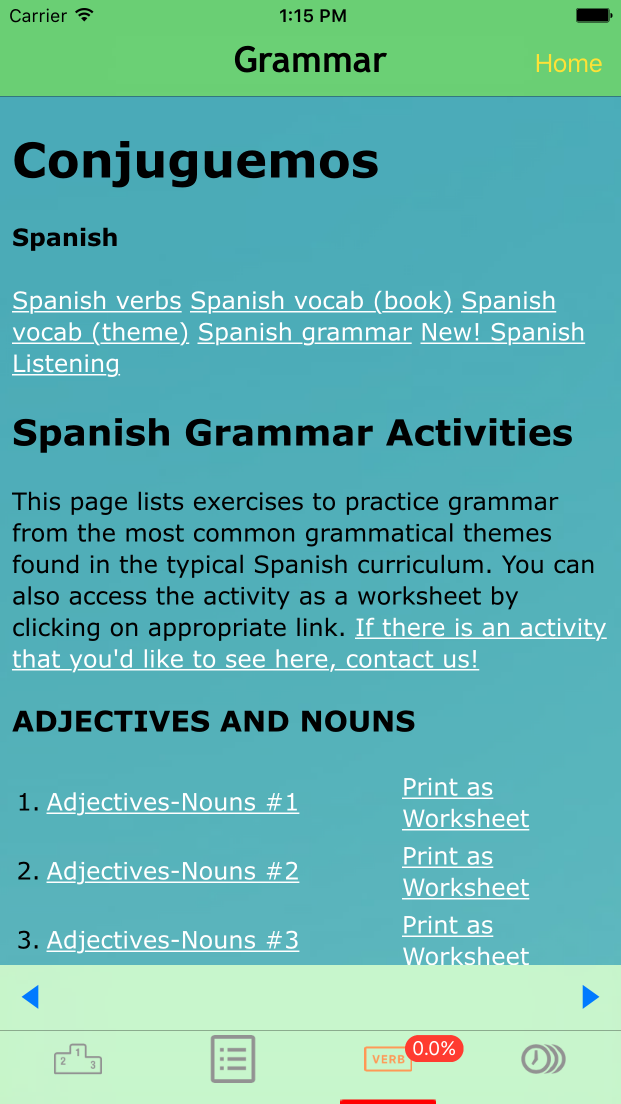 Carrier 1:15 PM
Grammar
Home
Conjuguemos
Spanish
Spanish verbs Spanish vocab (book) Spanish
vocab (theme) Spanish grammar New! Spanish
Listening
Spanish Grammar Activities
This page lists exercises to practice grammar
from the most common grammatical themes
found in the typical Spanish curriculum. You can
also access the activity as a worksheet by
clicking on appropriate link. If there is an activity
that you'd like to see here, contact us!
ADJECTIVES AND NOUNS
1. Adjectives-Nouns #1
Print as
Worksheet
2. Adjectives-Nouns #2
Print as
Worksheet
3. Adjectives-Nouns #3
Print as
Worksheet
2 1 3
VERB
0.0%